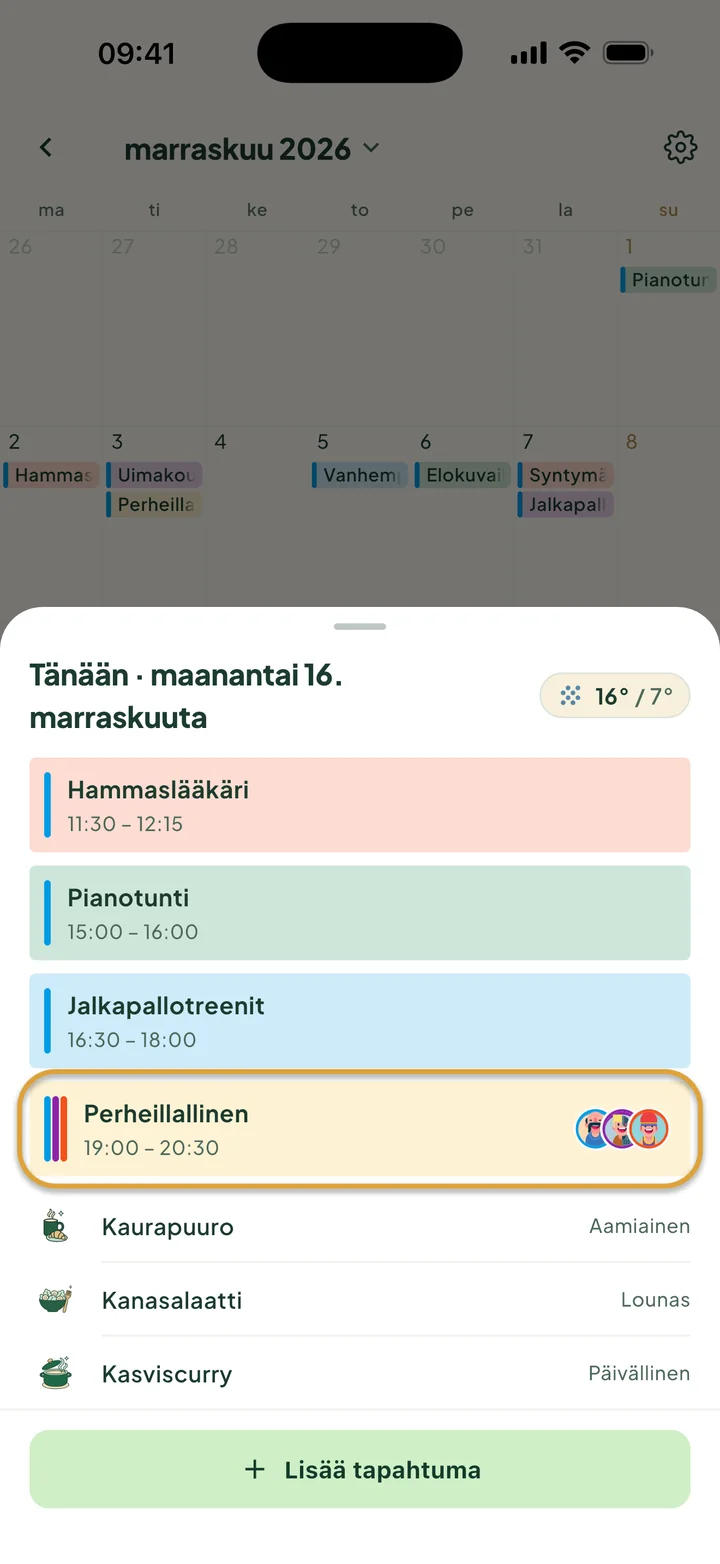 09:41
marraskuu 2026
ma ti ke to pe la su
26 27 28 29 30 31 1
Pianotun
2 3 4 5 6 7 8
Hammas Uimakou Vanhem Elokuvai Syntymä
Perheilla Jalkapall
Tänään · maanantai 16.
marraskuuta
16° / 7°
Hammaslääkäri
11:30 – 12:15
Pianotunti
15:00 – 16:00
Jalkapallotreenit
16:30 – 18:00
Perheillallinen
19:00 – 20:30
Kaurapuuro Aamiainen
Kanasalaatti Lounas
Kasviscurry Päivällinen
+ Lisää tapahtuma